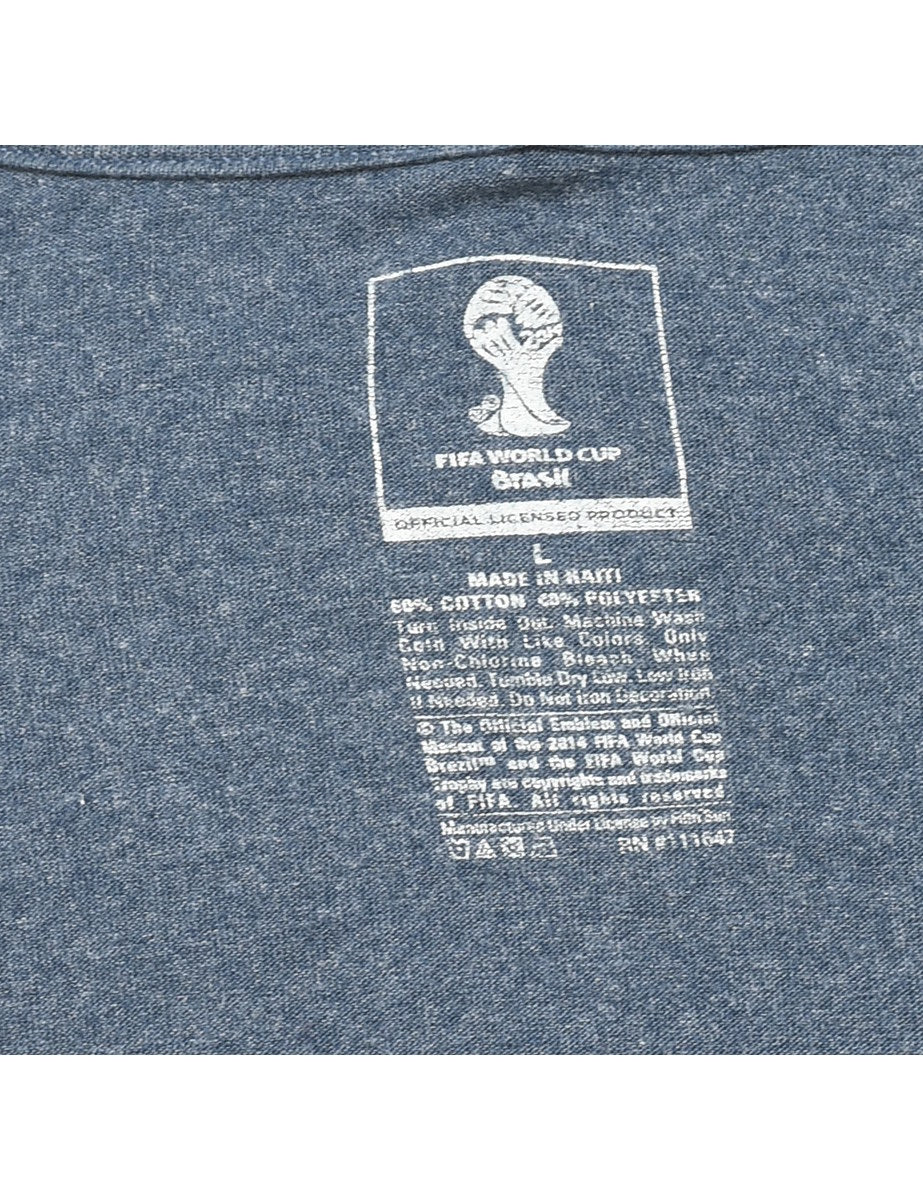 FIFA WORLD CUP
Brasil
OFFICIAL LICENSED PRODUCT
L
MADE IN HAITI
60% COTTON 40% POLYESTER
Turn Inside Out. Machine Wash
Cold With Like Colors, Only
Non-Chlorine Bleach When
Needed. Tumble Dry Low. Low Iron
If Needed. Do Not Iron Decoration.
© The Official Emblem and Official
Mascot of the 2014 FIFA World Cup
Brazil™ and the FIFA World Cup
Trophy are copyrights and trademarks
of FIFA. All rights reserved
Manufactured Under License by Fifth Sun
RN #111647